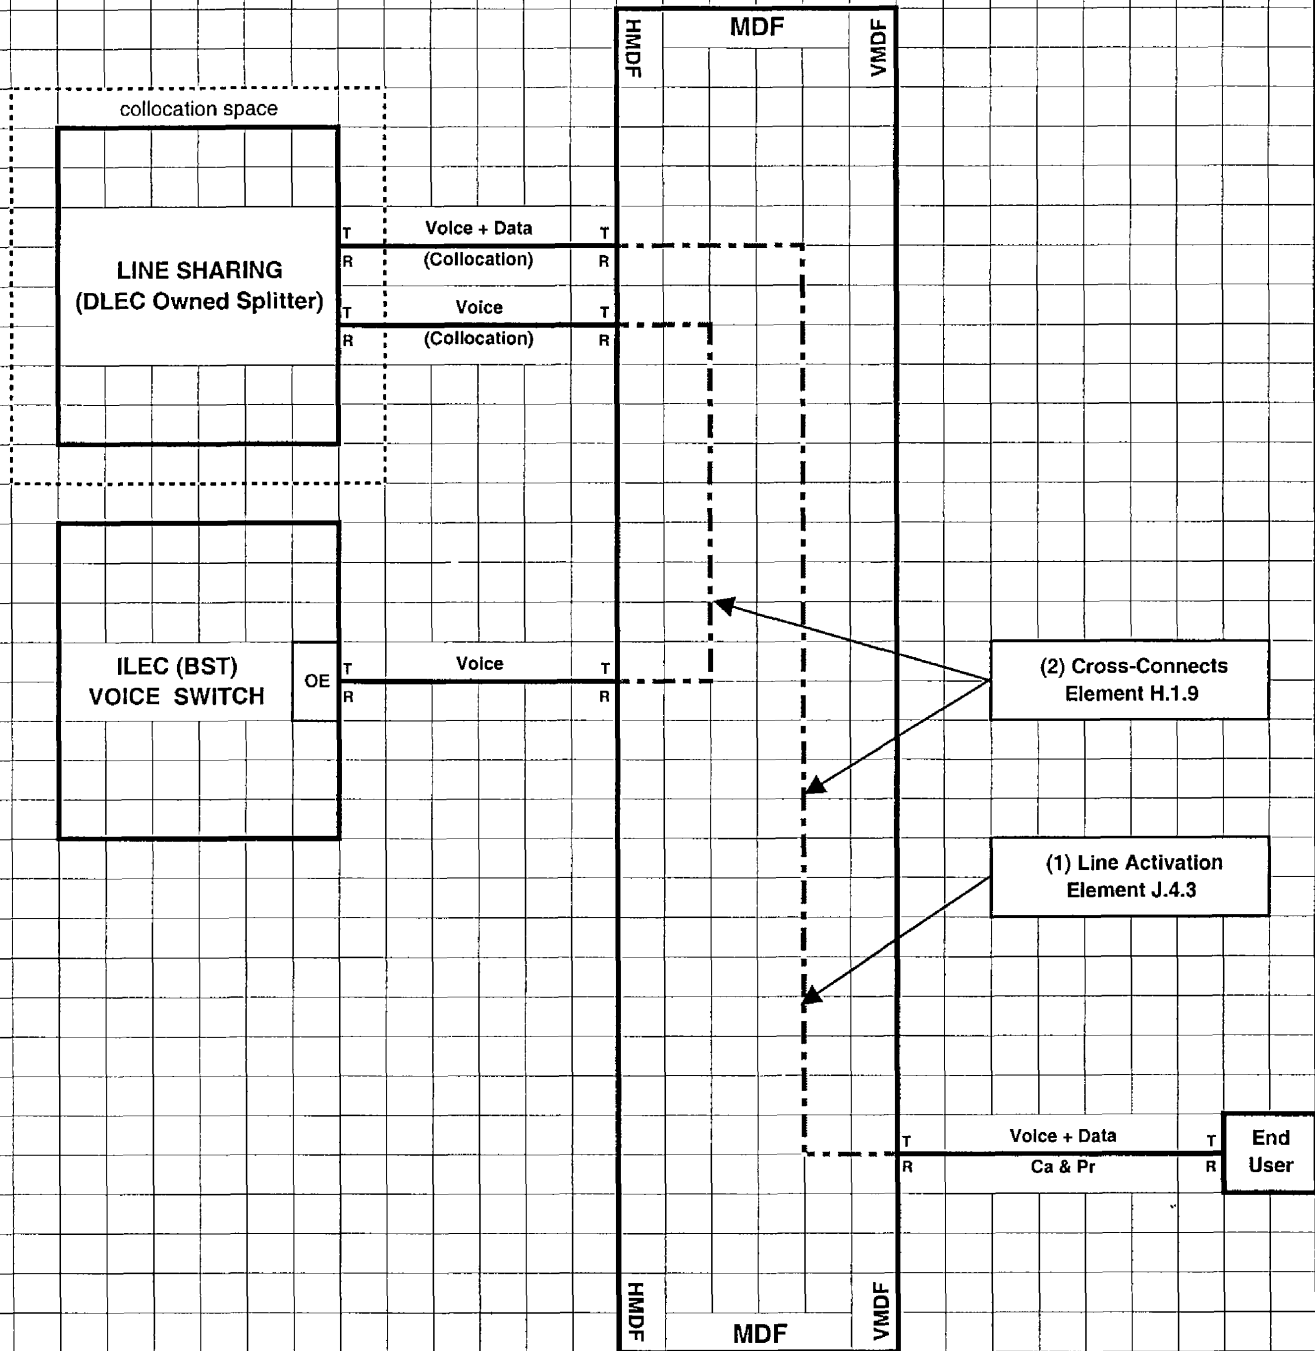 MDF
HMDF
VMDF
collocation space
LINE SHARING
(DLEC Owned Splitter)
T
Voice + Data
T
R
(Collocation)
R
T
Voice
T
R
(Collocation)
R
ILEC (BST)
VOICE SWITCH
OE
T
Voice
T
R
R
(2) Cross-Connects
Element H.1.9
(1) Line Activation
Element J.4.3
T
Voice + Data
T
R
Ca & Pr
R
End
User
HMDF
VMDF
MDF